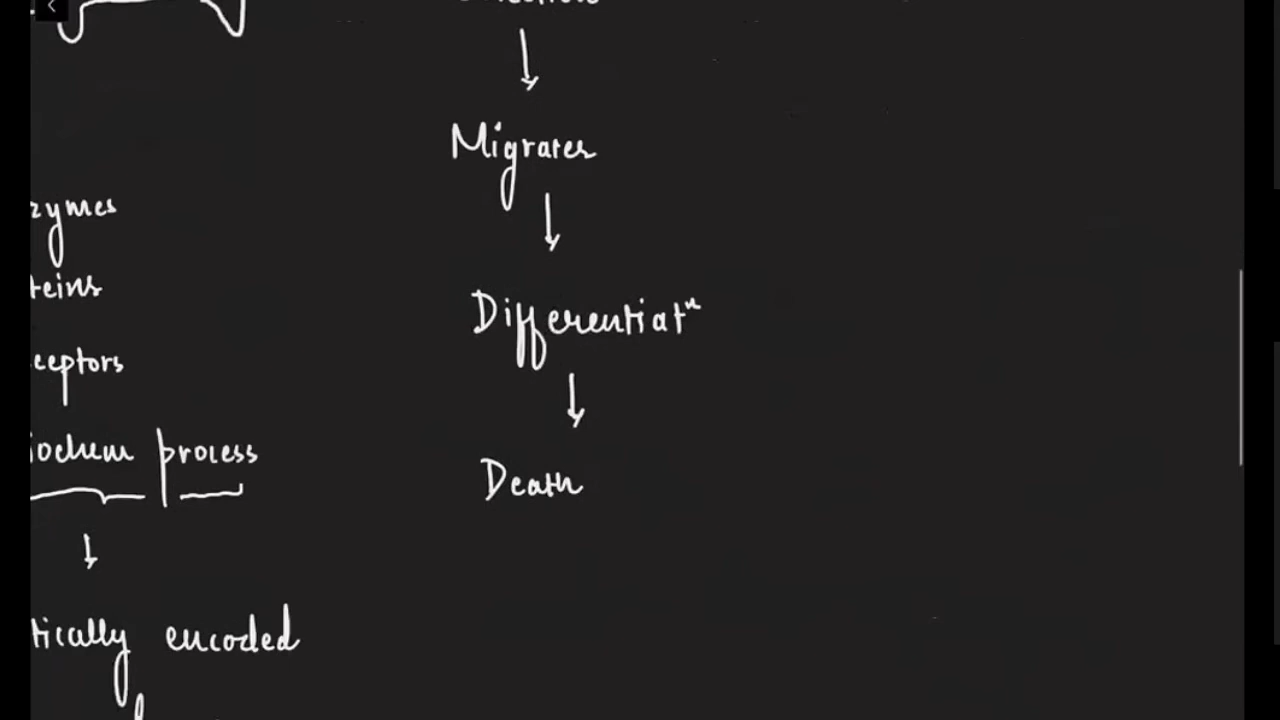 Migrates
Differentiatⁿ
Death
zymes
teins
ceptors
iochem process
tically encoded